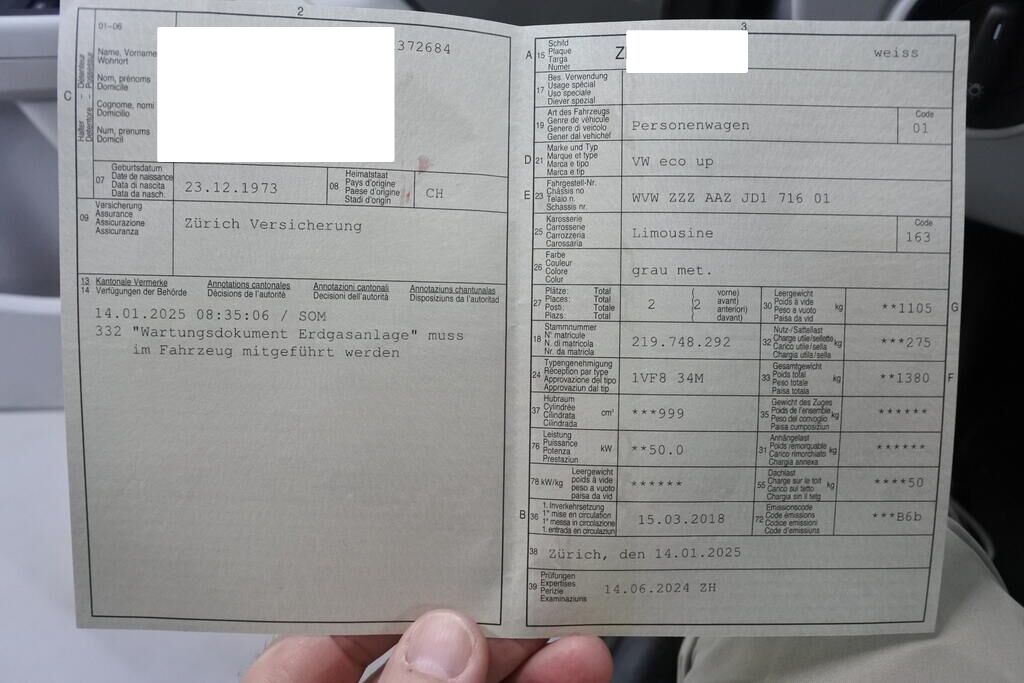 2
01-06
Halter – Détenteur
Detentore – Possessur
C
Name, Vorname
Wohnort
Nom, prénoms
Domicile
Cognome, nomi
Domicilio
Num, prenums
Domicil
372684
07
Geburtsdatum
Date de naissance
Data di nascita
Data da nasch.
23.12.1973
08
Heimatstaat
Pays d'origine
Paese d'origine
Stadi d'origin
CH
09
Versicherung
Assurance
Assicurazione
Assicuranza
Zürich Versicherung
13 Kantonale Vermerke Annotations cantonales Annotazioni cantonali Annotaziuns chantunalas
14 Verfügungen der Behörde Décisions de l'autorité Decisioni dell'autorità Disposiziuns da l'autoritad
14.01.2025 08:35:06 / SOM
332 "Wartungsdokument Erdgasanlage" muss
im Fahrzeug mitgeführt werden
3
A 15
Schild
Plaque
Targa
Numer
Z
weiss
17
Bes. Verwendung
Usage spécial
Uso speciale
Diever spezial
19
Art des Fahrzeugs
Genre de véhicule
Genere di veicolo
Gener dal vehichel
Personenwagen
Code
01
D 21
Marke und Typ
Marque et type
Marca e tipo
Marca e tip
VW eco up
E 23
Fahrgestell-Nr.
Châssis no
Telaio n.
Schassis nr.
WVW ZZZ AAZ JD1 716 01
25
Karosserie
Carrosserie
Carrozzeria
Carossaria
Limousine
Code
163
26
Farbe
Couleur
Colore
Colur
grau met.
27
Plätze: Total
Places: Total
Posti: Totale
Plazs: Total
2
( vorne)
(2 avant)
anteriori)
( davant)
30
Leergewicht
Poids à vide
Peso a vuoto
Paisa da vid
kg
**1105
G
18
Stammnummer
N° matricule
N. di matricola
Nr. da matricla
219.748.292
32
Nutz-/Sattellast
Charge utile/sellette
Carico utile/sella
Chargia utila/sella
kg
***275
24
Typengenehmigung
Réception par type
Approvazione del tipo
Approvaziun dal tip
1VF8 34M
33
Gesamtgewicht
Poids total
Peso totale
Paisa totala
kg
**1380
F
37
Hubraum
Cylindrée
Cilindrata
Cilindrada
cm³
***999
35
Gewicht des Zuges
Poids de l'ensemble
Peso del convoglio
Paisa cumposiziun
kg
******
76
Leistung
Puissance
Potenza
Prestaziun
kW
**50.0
31
Anhängelast
Poids remorquable
Carico rimorchiato
Chargia annexa
kg
******
78 kW/kg
Leergewicht
poids à vide
peso a vuoto
paisa da vid
******
55
Dachlast
Charge sur le toit
Carico sul tetto
Chargia sin il tetg
kg
****50
B 36
1. Inverkehrsetzung
1re mise en circulation
1a messa in circolazione
1. entrada en circulaziun
15.03.2018
72
Emissionscode
Code émissions
Codice emissioni
Code d'emissiuns
***B6b
38
Zürich, den 14.01.2025
39
Prüfungen
Expertises
Perizie
Examinaziuns
14.06.2024 ZH